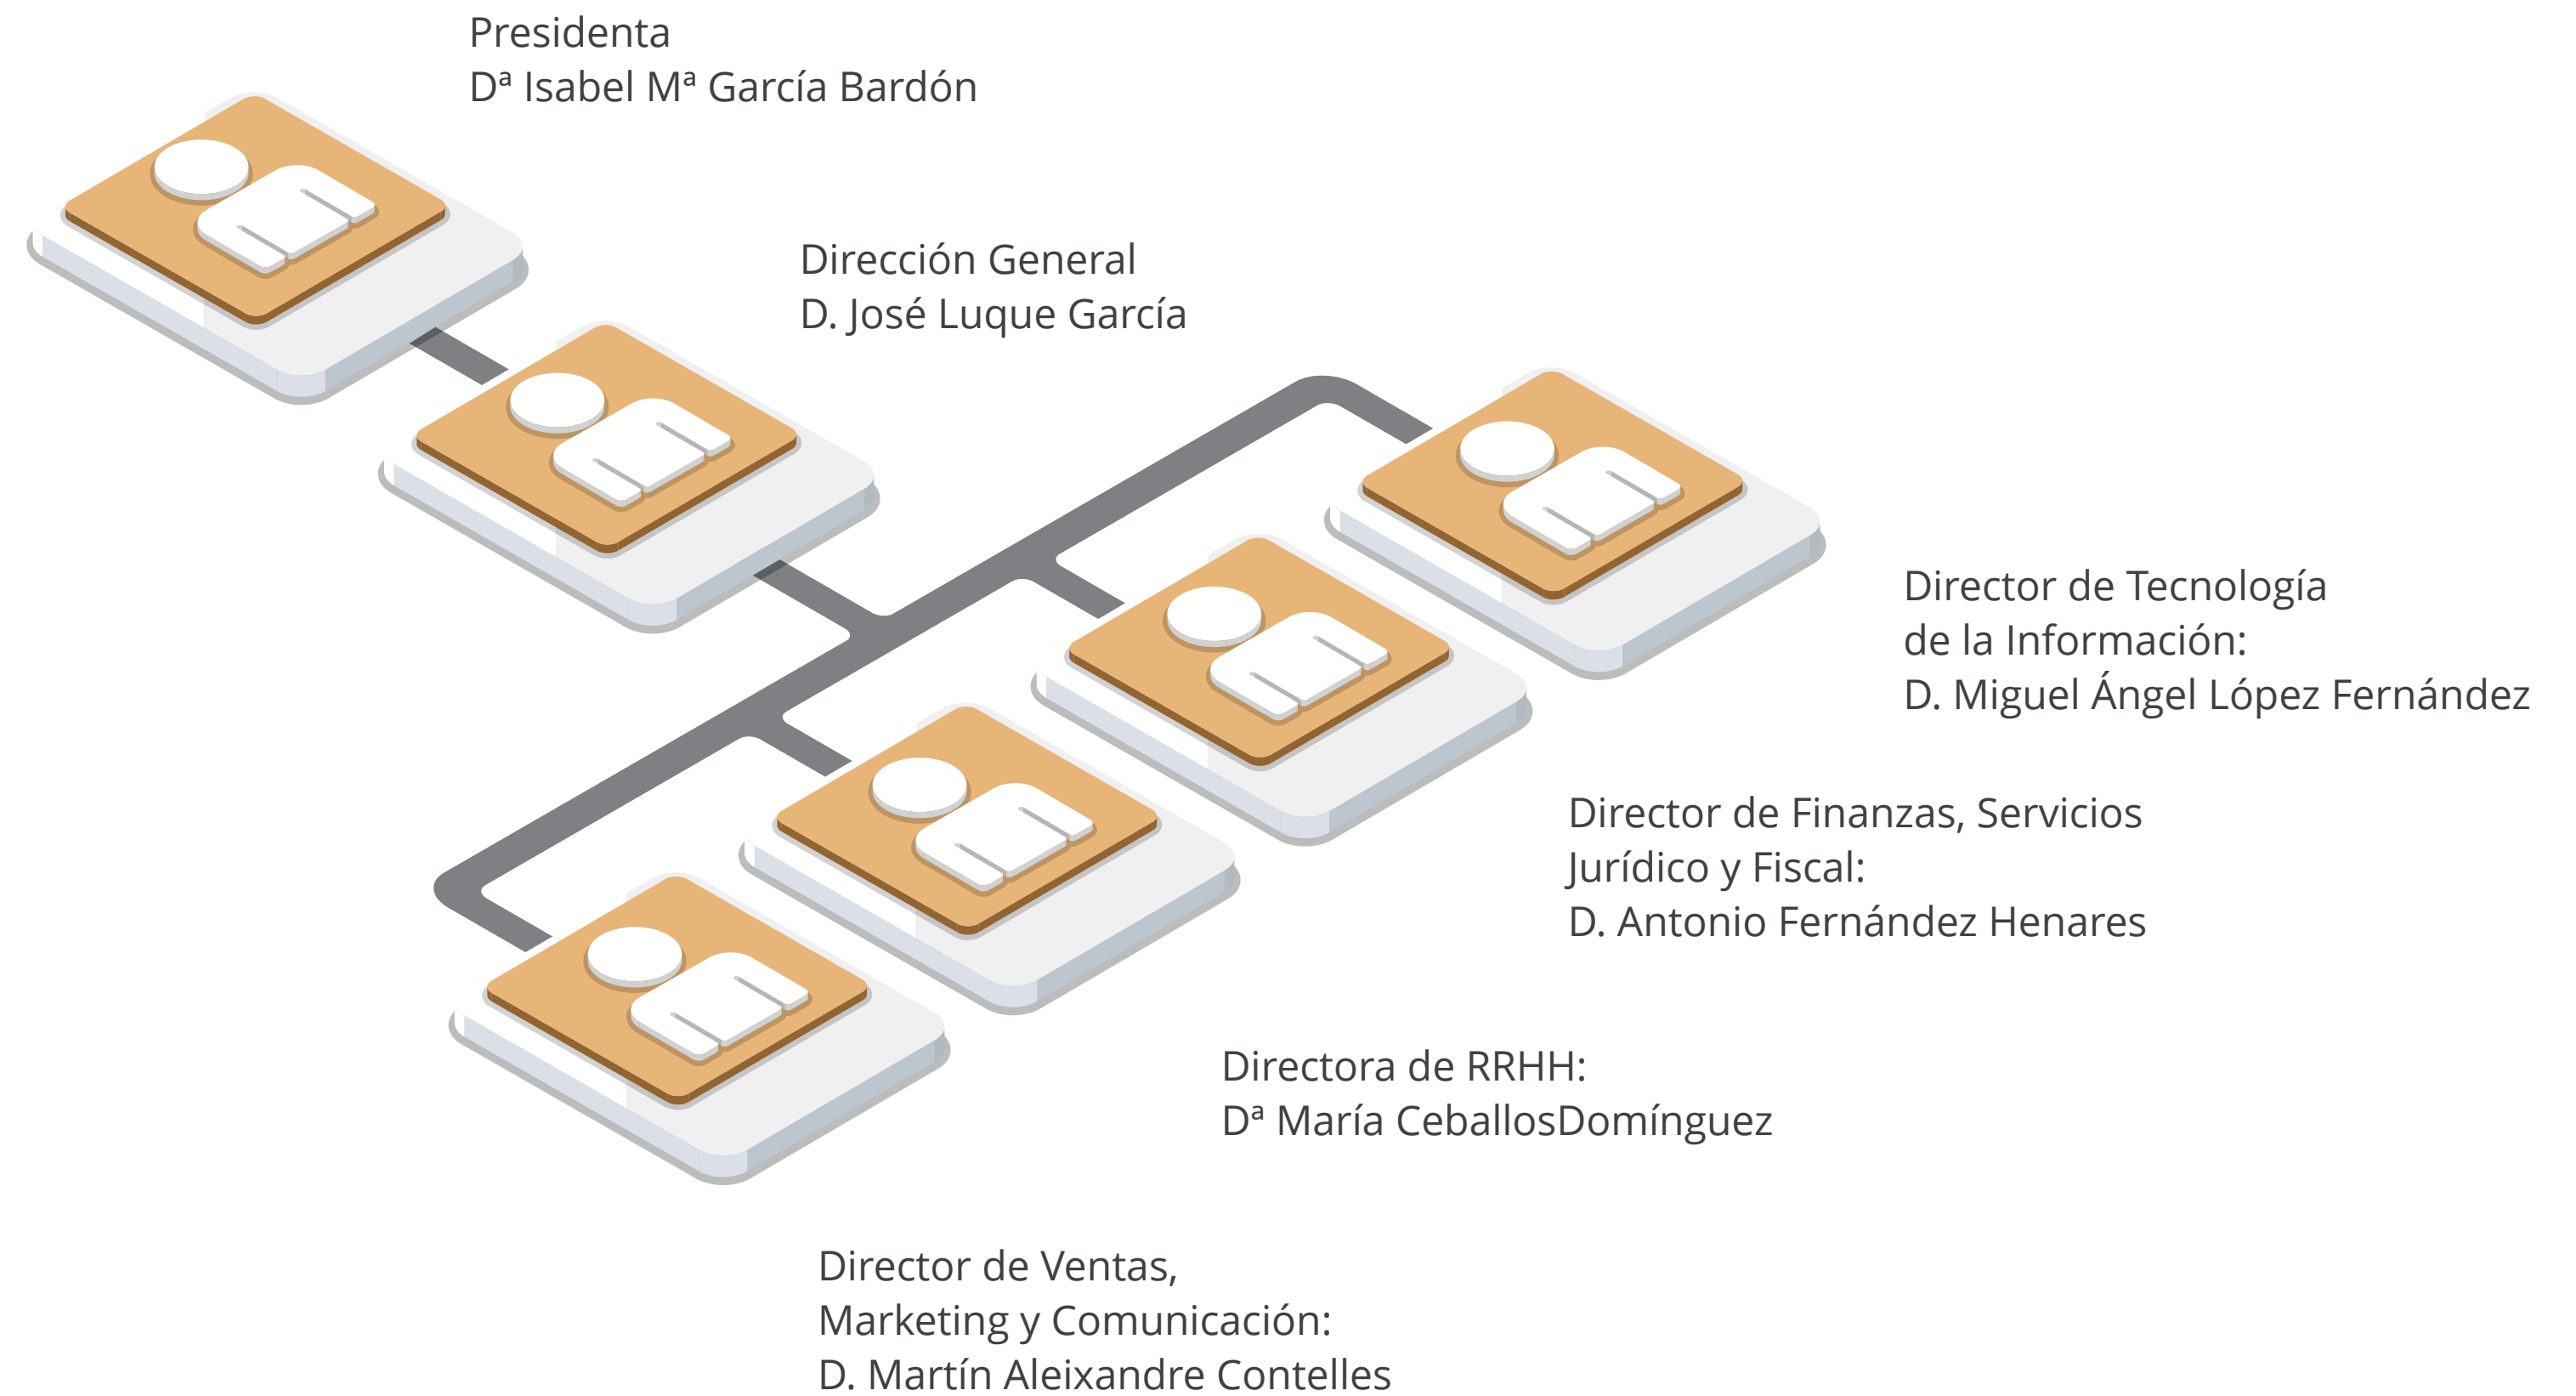 Presidenta
Dª Isabel Mª García Bardón
Dirección General
D. José Luque García
Director de Tecnología
de la Información:
D. Miguel Ángel López Fernández
Director de Finanzas, Servicios
Jurídico y Fiscal:
D. Antonio Fernández Henares
Directora de RRHH:
Dª María CeballosDomínguez
Director de Ventas,
Marketing y Comunicación:
D. Martín Aleixandre Contelles